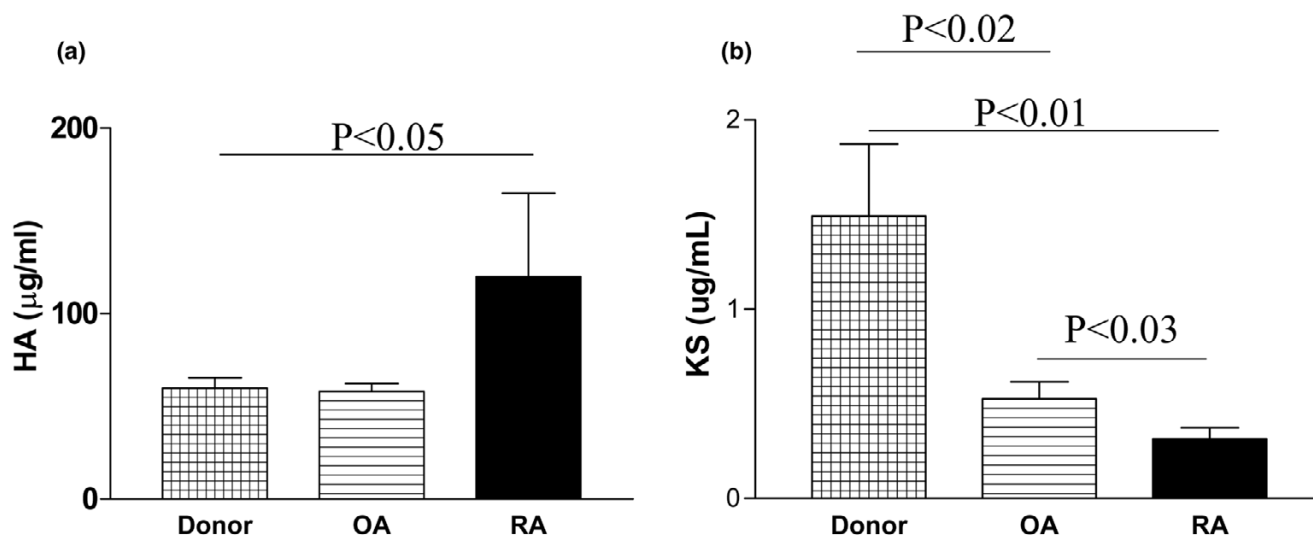 (a)
P<0.05
HA (μg/ml)
200
100
0
Donor OA RA
(b)
P<0.02
P<0.01
P<0.03
KS (ug/mL)
2
1
0
Donor OA RA